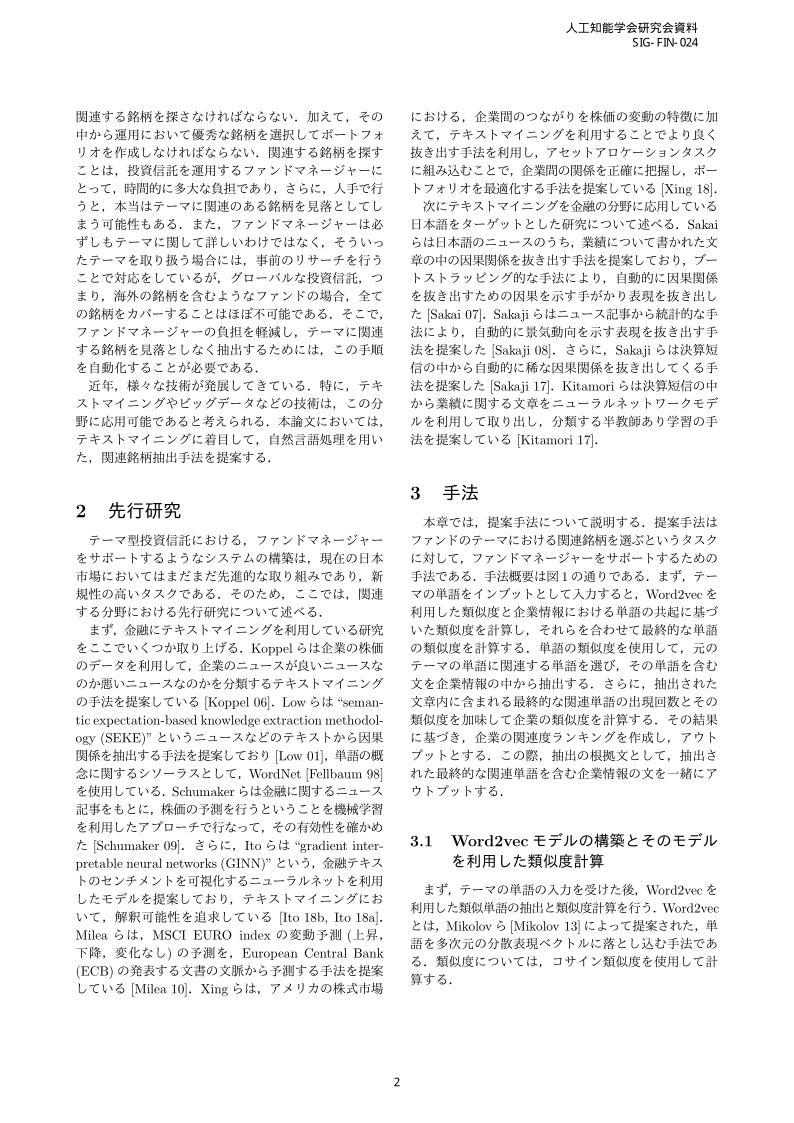 人工知能学会研究会資料
SIG-FIN-024
関連する銘柄を探さなければならない．加えて，その
中から運用において優秀な銘柄を選択してポートフォ
リオを作成しなければならない．関連する銘柄を探す
ことは，投資信託を運用するファンドマネージャーに
とって，時間的に多大な負担であり，さらに，人手で行
うと，本当はテーマに関連のある銘柄を見落としてし
まう可能性もある．また，ファンドマネージャーは必
ずしもテーマに関して詳しいわけではなく，そういっ
たテーマを取り扱う場合には，事前のリサーチを行う
ことで対応をしているが，グローバルな投資信託，つ
まり，海外の銘柄を含むようなファンドの場合，全て
の銘柄をカバーすることはほぼ不可能である．そこで，
ファンドマネージャーの負担を軽減し，テーマに関連
する銘柄を見落としなく抽出するためには，この手順
を自動化することが必要である．
近年，様々な技術が発展してきている．特に，テキ
ストマイニングやビッグデータなどの技術は，この分
野に応用可能であると考えられる．本論文においては，
テキストマイニングに着目して，自然言語処理を用い
た，関連銘柄抽出手法を提案する．
2 先行研究
テーマ型投資信託における，ファンドマネージャー
をサポートするようなシステムの構築は，現在の日本
市場においてはまだまだ先進的な取り組みであり，新
規性の高いタスクである．そのため，ここでは，関連
する分野における先行研究について述べる．
まず，金融にテキストマイニングを利用している研究
をここでいくつか取り上げる．Koppel らは企業の株価
のデータを利用して，企業のニュースが良いニュースな
のか悪いニュースなのかを分類するテキストマイニング
の手法を提案している [Koppel 06]．Low らは “seman-
tic expectation-based knowledge extraction methodol-
ogy (SEKE)” というニュースなどのテキストから因果
関係を抽出する手法を提案しており [Low 01]，単語の概
念に関するシソーラスとして，WordNet [Fellbaum 98]
を使用している．Schumaker らは金融に関するニュース
記事をもとに，株価の予測を行うということを機械学習
を利用したアプローチで行なって，その有効性を確かめ
た [Schumaker 09]．さらに，Ito らは “gradient inter-
pretable neural networks (GINN)” という，金融テキス
トのセンチメントを可視化するニューラルネットを利用
したモデルを提案しており，テキストマイニングにお
いて，解釈可能性を追求している [Ito 18b, Ito 18a]．
Milea らは，MSCI EURO index の変動予測 (上昇，
下降，変化なし) の予測を，European Central Bank
(ECB) の発表する文書の文脈から予測する手法を提案
している [Milea 10]．Xing らは，アメリカの株式市場
における，企業間のつながりを株価の変動の特徴に加
えて，テキストマイニングを利用することでより良く
抜き出す手法を利用し，アセットアロケーションタスク
に組み込むことで，企業間の関係を正確に把握し，ポー
トフォリオを最適化する手法を提案している [Xing 18]．
次にテキストマイニングを金融の分野に応用している
日本語をターゲットとした研究について述べる．Sakai
らは日本語のニュースのうち，業績について書かれた文
章の中の因果関係を抜き出す手法を提案しており，ブー
トストラッピング的な手法により，自動的に因果関係
を抜き出すための因果を示す手がかり表現を抜き出し
た [Sakai 07]．Sakaji らはニュース記事から統計的な手
法により，自動的に景気動向を示す表現を抜き出す手
法を提案した [Sakaji 08]．さらに，Sakaji らは決算短
信の中から自動的に稀な因果関係を抜き出してくる手
法を提案した [Sakaji 17]．Kitamori らは決算短信の中
から業績に関する文章をニューラルネットワークモデ
ルを利用して取り出し，分類する半教師あり学習の手
法を提案している [Kitamori 17]．
3 手法
本章では，提案手法について説明する．提案手法は
ファンドのテーマにおける関連銘柄を選ぶというタスク
に対して，ファンドマネージャーをサポートするための
手法である．手法概要は図 1 の通りである．まず，テー
マの単語をインプットとして入力すると，Word2vec を
利用した類似度と企業情報における単語の共起に基づ
いた類似度を計算し，それらを合わせて最終的な単語
の類似度を計算する．単語の類似度を使用して，元の
テーマの単語に関連する単語を選び，その単語を含む
文を企業情報の中から抽出する．さらに，抽出された
文章内に含まれる最終的な関連単語の出現回数とその
類似度を加味して企業の類似度を計算する．その結果
に基づき，企業の関連度ランキングを作成し，アウト
プットとする．この際，抽出の根拠文として，抽出さ
れた最終的な関連単語を含む企業情報の文を一緒にア
ウトプットする．
3.1 Word2vec モデルの構築とそのモデル
を利用した類似度計算
まず，テーマの単語の入力を受けた後，Word2vec を
利用した類似単語の抽出と類似度計算を行う．Word2vec
とは，Mikolov ら [Mikolov 13] によって提案された，単
語を多次元の分散表現ベクトルに落とし込む手法であ
る．類似度については，コサイン類似度を使用して計
算する．
2